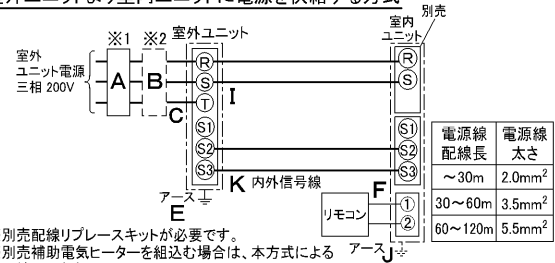 外ユニットより室内ユニットに電源を供給する方式
※1 ※2 室外ユニット 室内ユニット 別売
室外ユニット電源 三相 200V
A B C
R S T S1 S2 S3
I
K 内外信号線
アース E
R S S1 S2 S3
F
リモコン ① ②
アース J
電源線配線長 電源線太さ
～30m 2.0mm²
30～60m 3.5mm²
60～120m 5.5mm²
別売配線リプレースキットが必要です。
別売補助電気ヒーターを組込む場合は、本方式による